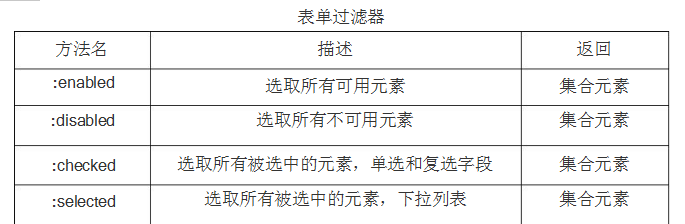 表单过滤器
方法名 描述 返回
:enabled 选取所有可用元素 集合元素
:disabled 选取所有不可用元素 集合元素
:checked 选取所有被选中的元素，单选和复选字段 集合元素
:selected 选取所有被选中的元素，下拉列表 集合元素